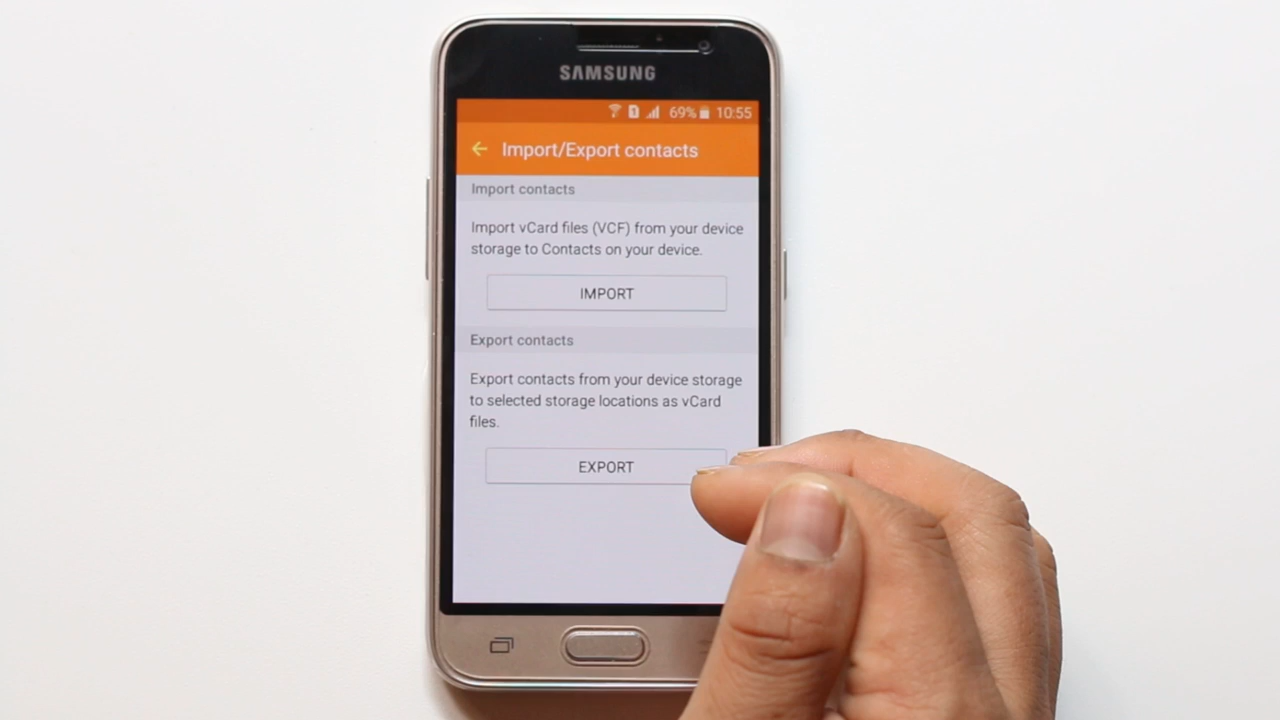 SAMSUNG
69% 10:55
Import/Export contacts
Import contacts
Import vCard files (VCF) from your device
storage to Contacts on your device.
IMPORT
Export contacts
Export contacts from your device storage
to selected storage locations as vCard
files.
EXPORT